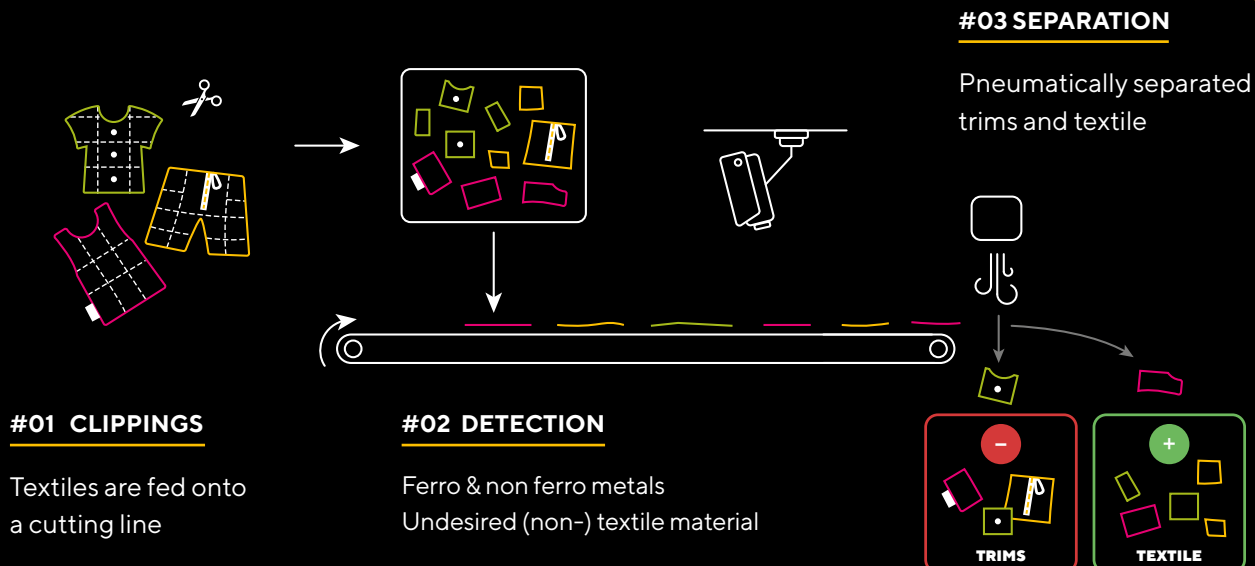 #03 SEPARATION
Pneumatically separated
trims and textile
#01 CLIPPINGS
Textiles are fed onto
a cutting line
#02 DETECTION
Ferro & non ferro metals
Undesired (non-) textile material
–
+
TRIMS
TEXTILE